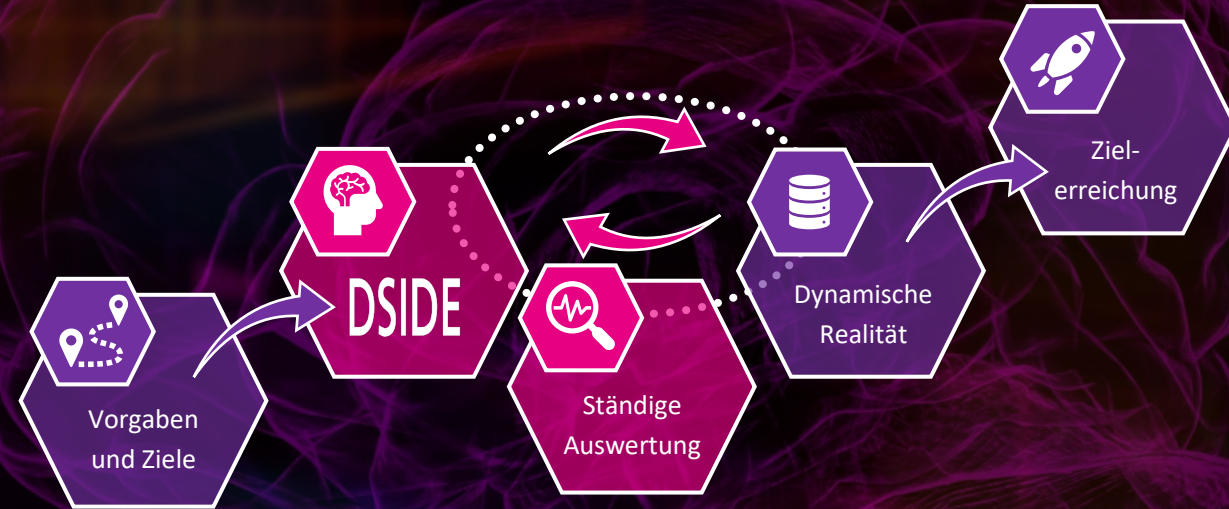 Vorgaben
und Ziele
DSIDE
Ständige
Auswertung
Dynamische
Realität
Ziel-
erreichung